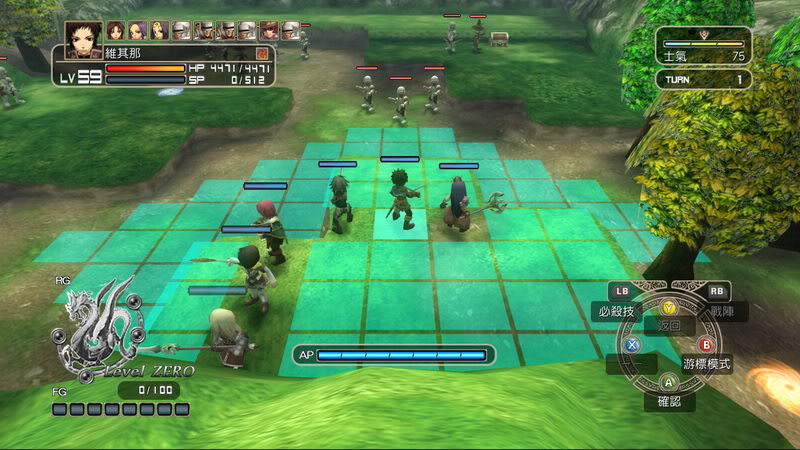 維其那
LV 59
HP 4471/4471
SP 0/512
士氣 75
TURN 1
RG
Level ZERO
0/100
FG
AP
LB
RB
必殺技
Y
戰陣
返回
X
B
游標模式
A
確認